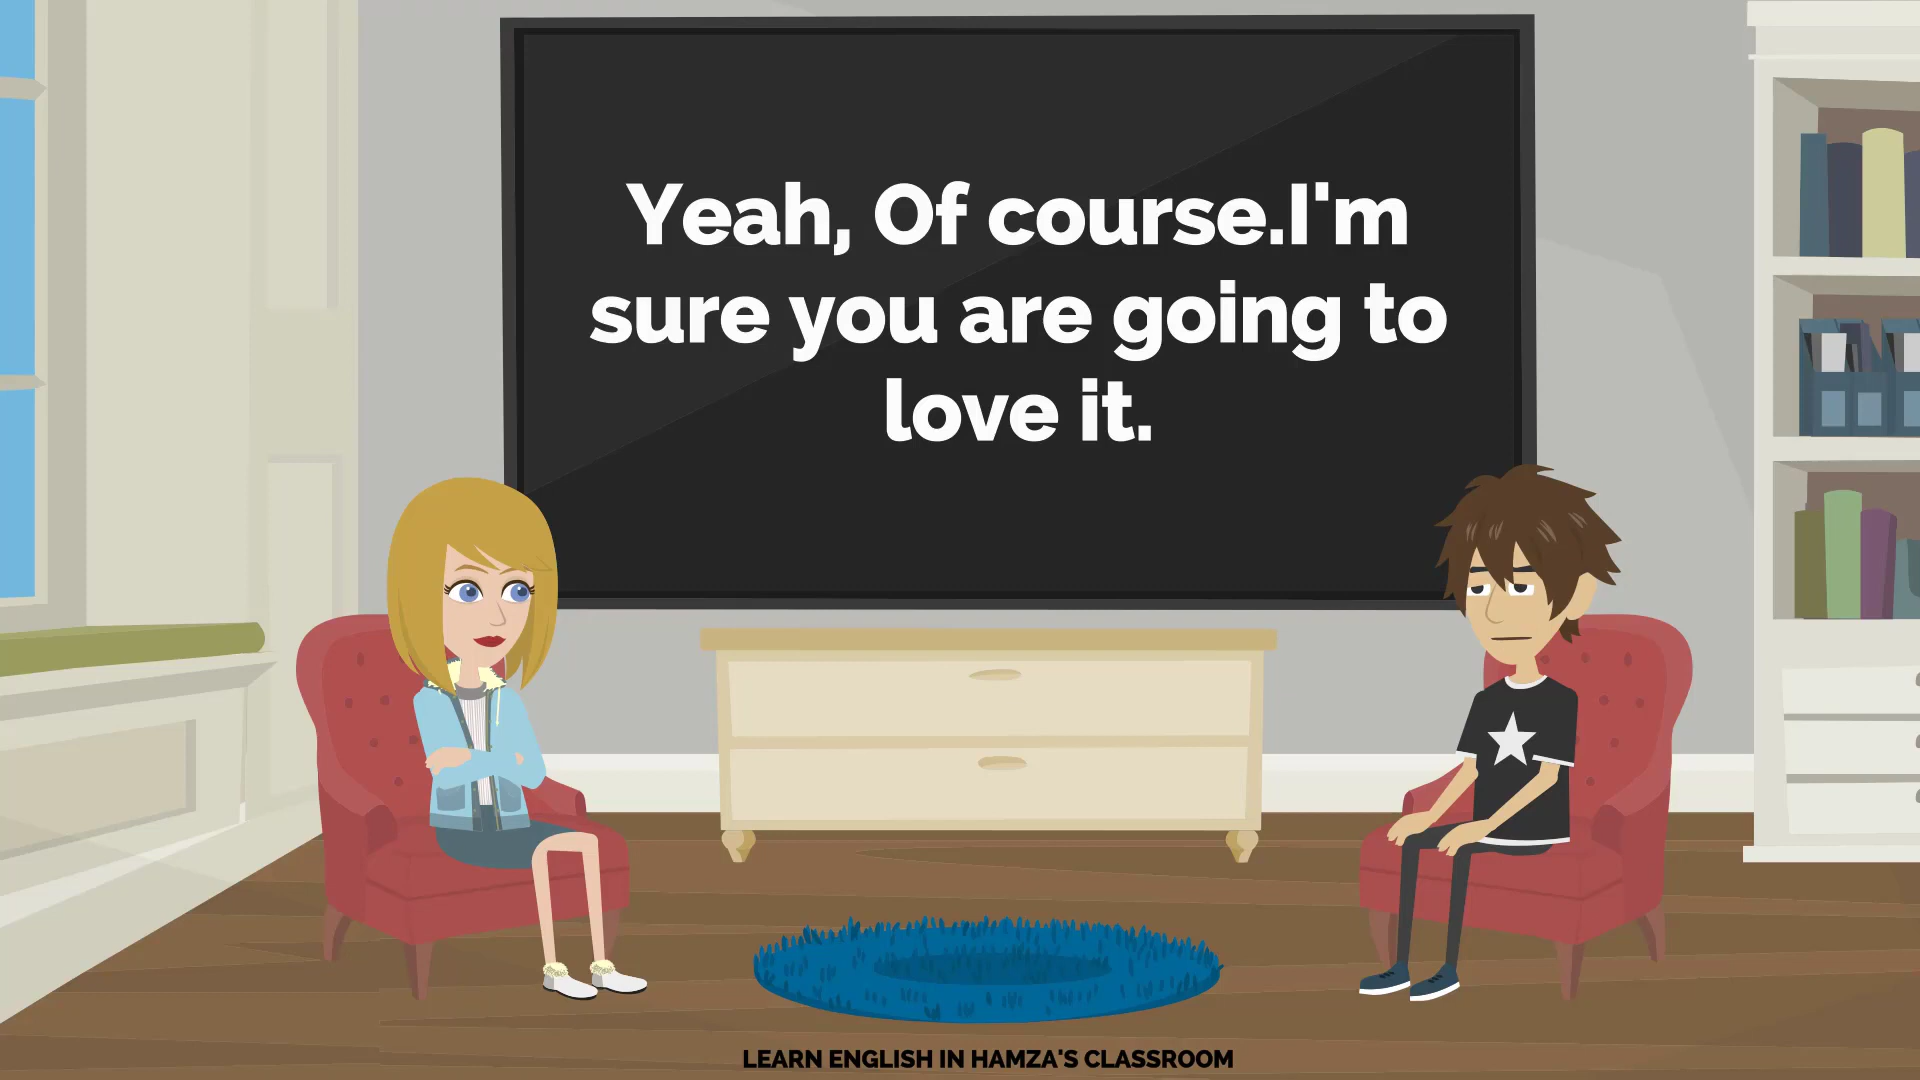 Yeah, Of course.I'm
sure you are going to
love it.
LEARN ENGLISH IN HAMZA'S CLASSROOM